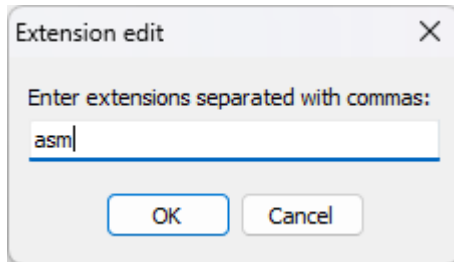 Extension edit
Enter extensions separated with commas:
asm
OK
Cancel